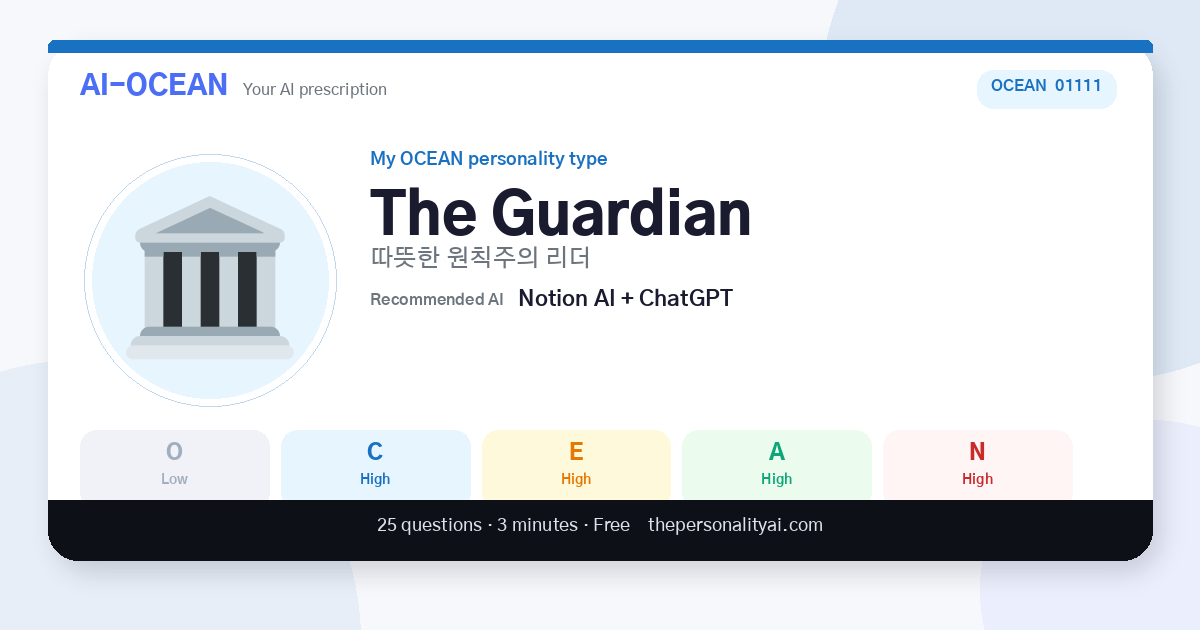 AI-OCEAN Your AI prescription
OCEAN 01111
My OCEAN personality type
The Guardian
따뜻한 원칙주의 리더
Recommended AI Notion AI + ChatGPT
O C E A N
Low High High High High
25 questions · 3 minutes · Free thepersonalityai.com